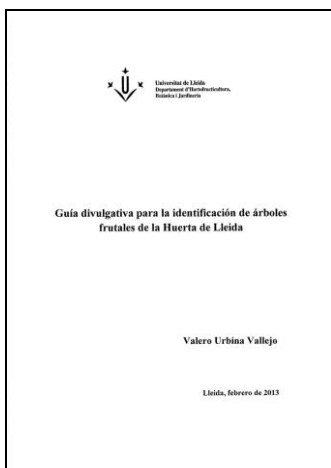 Universitat de Lleida
Departament d'Hortofructicultura,
Botànica i Jardineria
Guía divulgativa para la identificación de árboles
frutales de la Huerta de Lleida
Valero Urbina Vallejo
Lleida, febrero de 2013